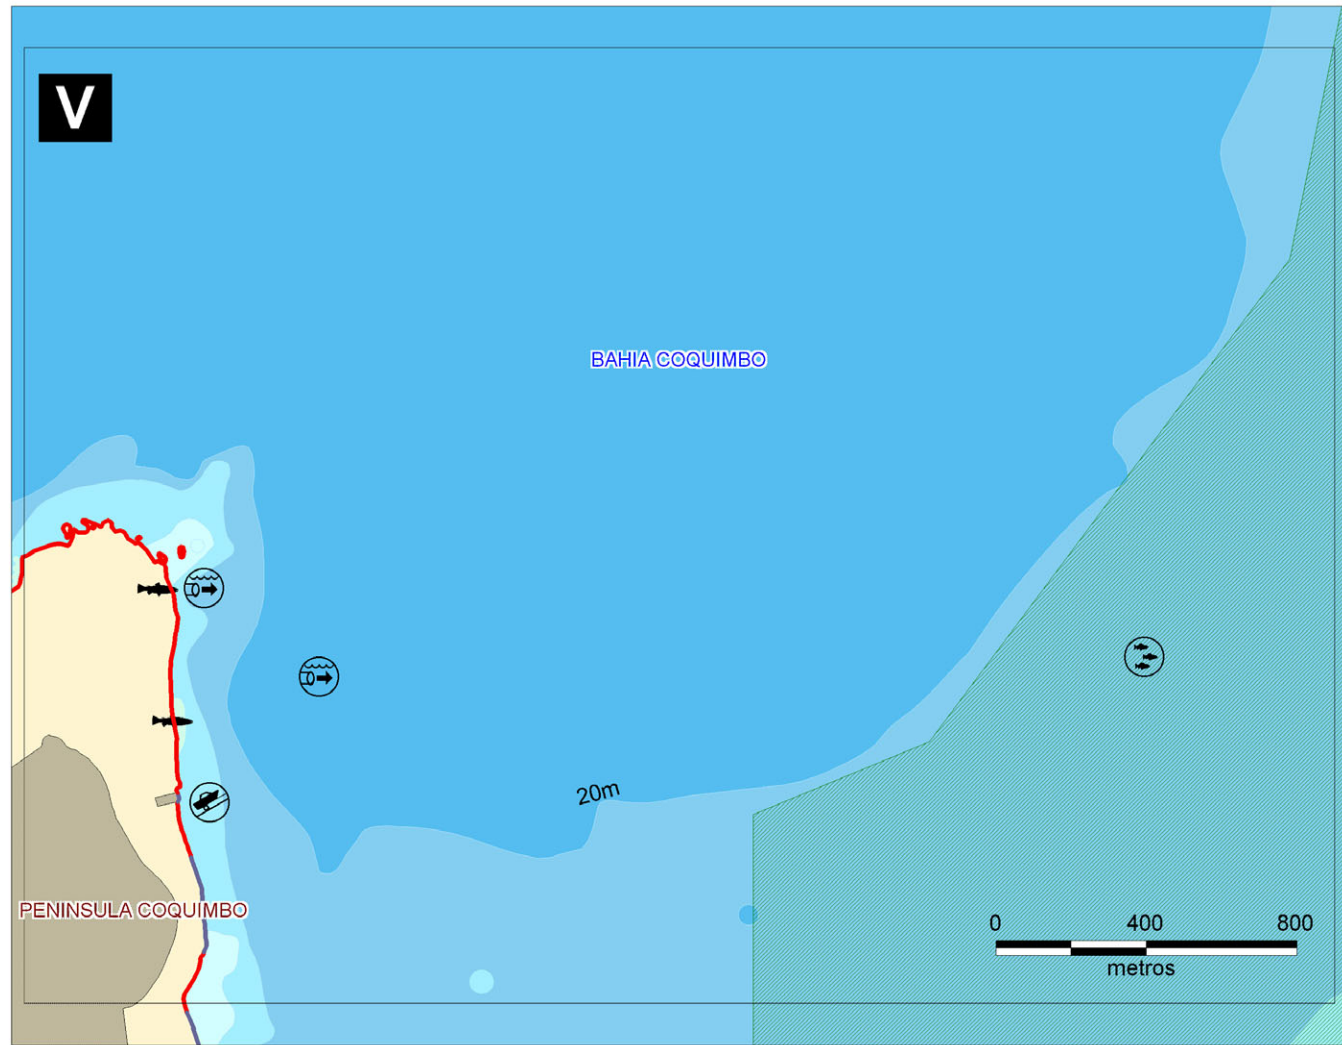 V
BAHIA COQUIMBO
20m
PENINSULA COQUIMBO
0 400 800
metros